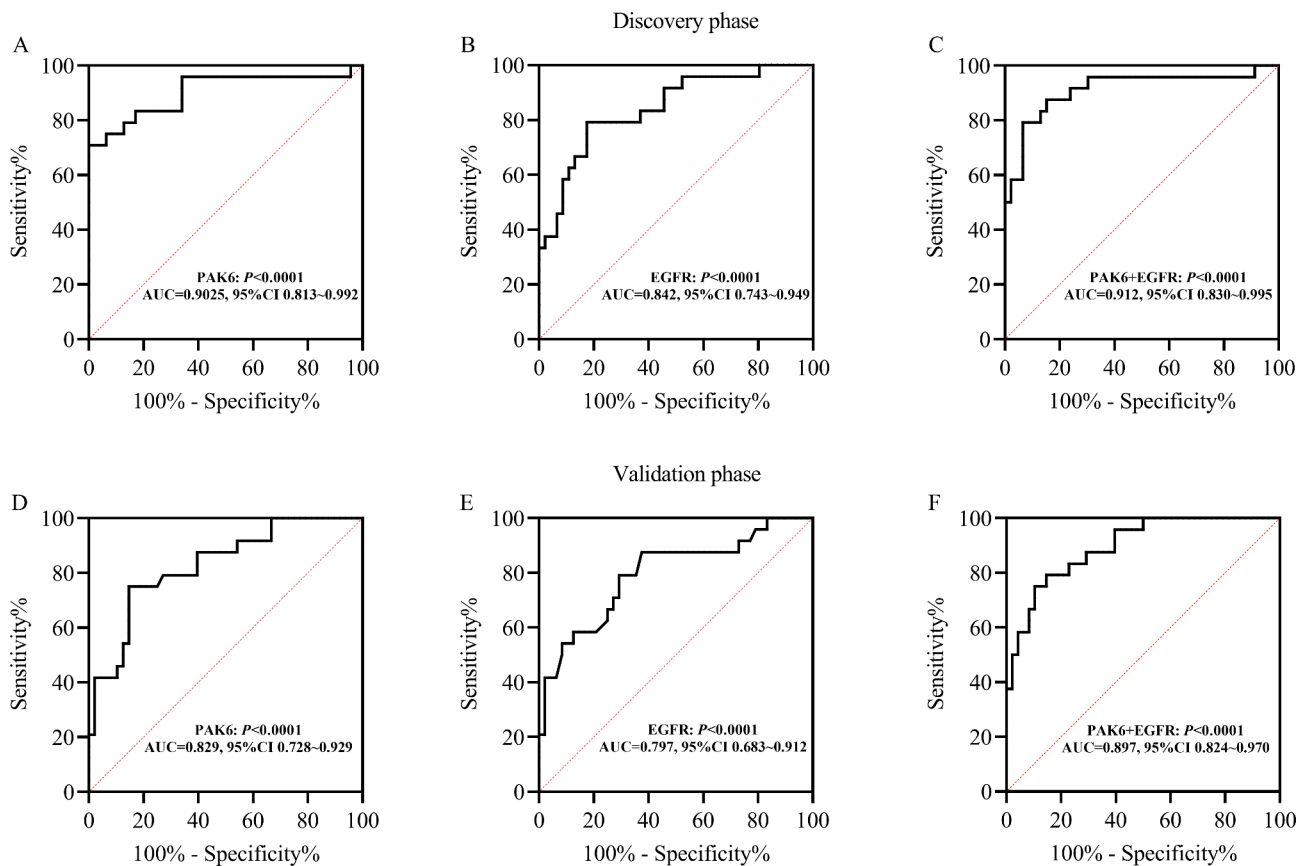 Discovery phase
A
B
C
100
80
60
40
20
0
Sensitivity%
PAK6: P<0.0001
AUC=0.9025, 95%CI 0.813~0.992
0 20 40 60 80 100
100% - Specificity%
100
80
60
40
20
0
Sensitivity%
EGFR: P<0.0001
AUC=0.842, 95%CI 0.743~0.949
0 20 40 60 80 100
100% - Specificity%
100
80
60
40
20
0
Sensitivity%
PAK6+EGFR: P<0.0001
AUC=0.912, 95%CI 0.830~0.995
0 20 40 60 80 100
100% - Specificity%
Validation phase
D
E
F
100
80
60
40
20
0
Sensitivity%
PAK6: P<0.0001
AUC=0.829, 95%CI 0.728~0.929
0 20 40 60 80 100
100% - Specificity%
100
80
60
40
20
0
Sensitivity%
EGFR: P<0.0001
AUC=0.797, 95%CI 0.683~0.912
0 20 40 60 80 100
100% - Specificity%
100
80
60
40
20
0
Sensitivity%
PAK6+EGFR: P<0.0001
AUC=0.897, 95%CI 0.824~0.970
0 20 40 60 80 100
100% - Specificity%